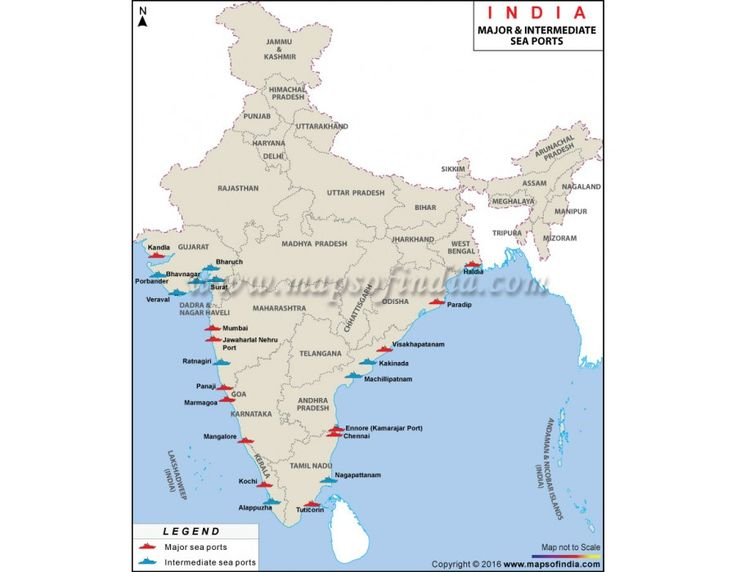 INDIA
MAJOR & INTERMEDIATE
SEA PORTS
N
JAMMU
&
KASHMIR
HIMACHAL
PRADESH
PUNJAB
UTTARAKHAND
HARYANA
DELHI
ARUNACHAL
PRADESH
SIKKIM
ASSAM
NAGALAND
MEGHALAYA
MANIPUR
TRIPURA
MIZORAM
RAJASTHAN
UTTAR PRADESH
BIHAR
JHARKHAND
WEST
BENGAL
GUJARAT
MADHYA PRADESH
Kandla
Bharuch
Bhavnagar
Porbander
Surat
Veraval
Haldia
www.mapsofindia.com
DADRA &
NAGAR HAVELI
MAHARASHTRA
CHHATTISGARH
ODISHA
Paradip
Mumbai
Jawaharlal Nehru
Port
Visakhapatanam
TELANGANA
Ratnagiri
Kakinada
Machillipatnam
Panaji
GOA
Marmagoa
ANDHRA
PRADESH
KARNATAKA
Ennore (Kamarajar Port)
Chennai
Mangalore
KERALA
TAMIL NADU
Nagapattanam
LAKSHADWEEP
(INDIA)
ANDAMAN & NICOBAR ISLANDS
(INDIA)
Kochi
Alappuzha
Tuticorin
LEGEND
Major sea ports
Intermediate sea ports
Map not to Scale
Copyright © 2016 www.mapsofindia.com